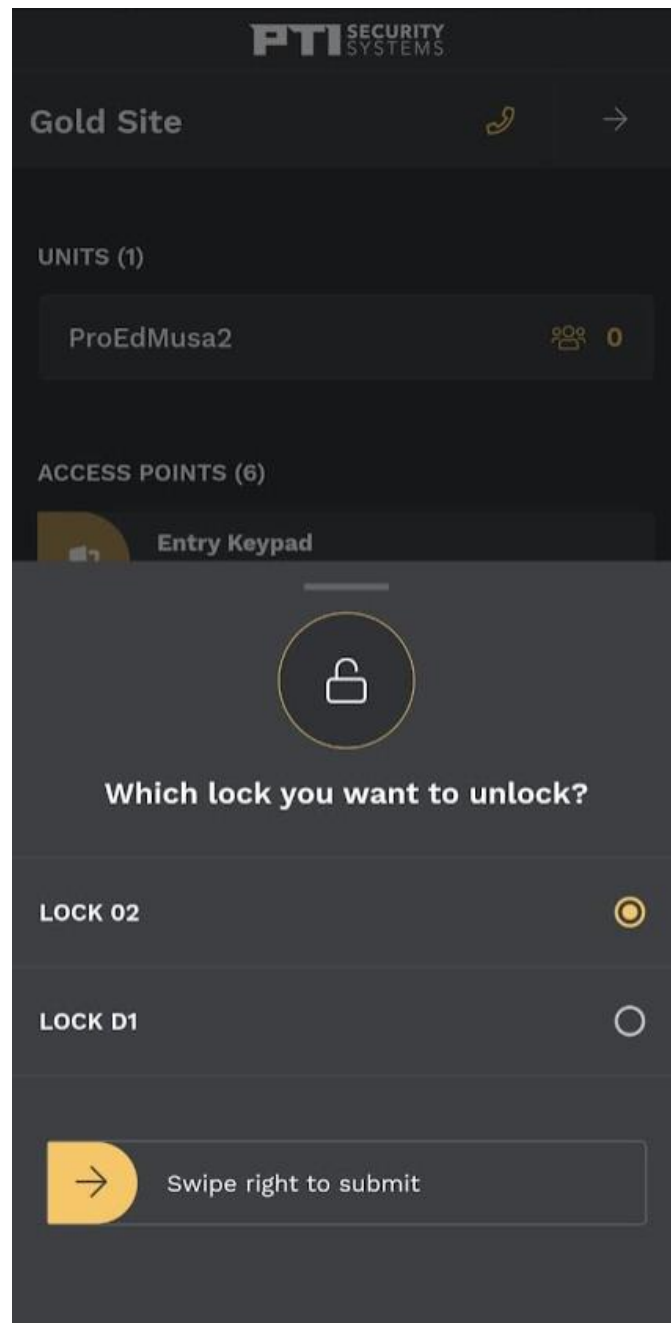 PTI SECURITY
SYSTEMS
Gold Site
UNITS (1)
ProEdMusa2 0
ACCESS POINTS (6)
Entry Keypad
Which lock you want to unlock?
LOCK 02
LOCK D1
Swipe right to submit